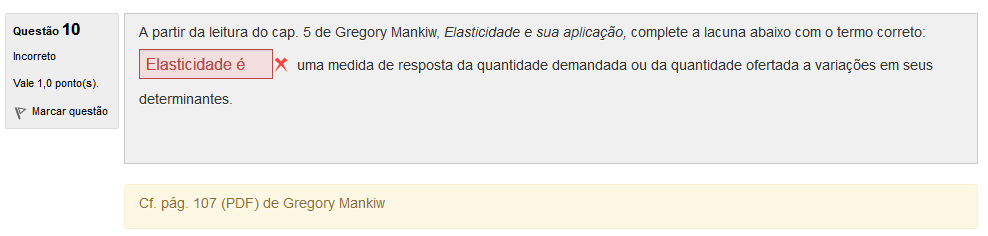 Questão 10
Incorreto
Vale 1,0 ponto(s).
Marcar questão
A partir da leitura do cap. 5 de Gregory Mankiw, Elasticidade e sua aplicação, complete a lacuna abaixo com o termo correto:
Elasticidade é uma medida de resposta da quantidade demandada ou da quantidade ofertada a variações em seus
determinantes.
Cf. pág. 107 (PDF) de Gregory Mankiw